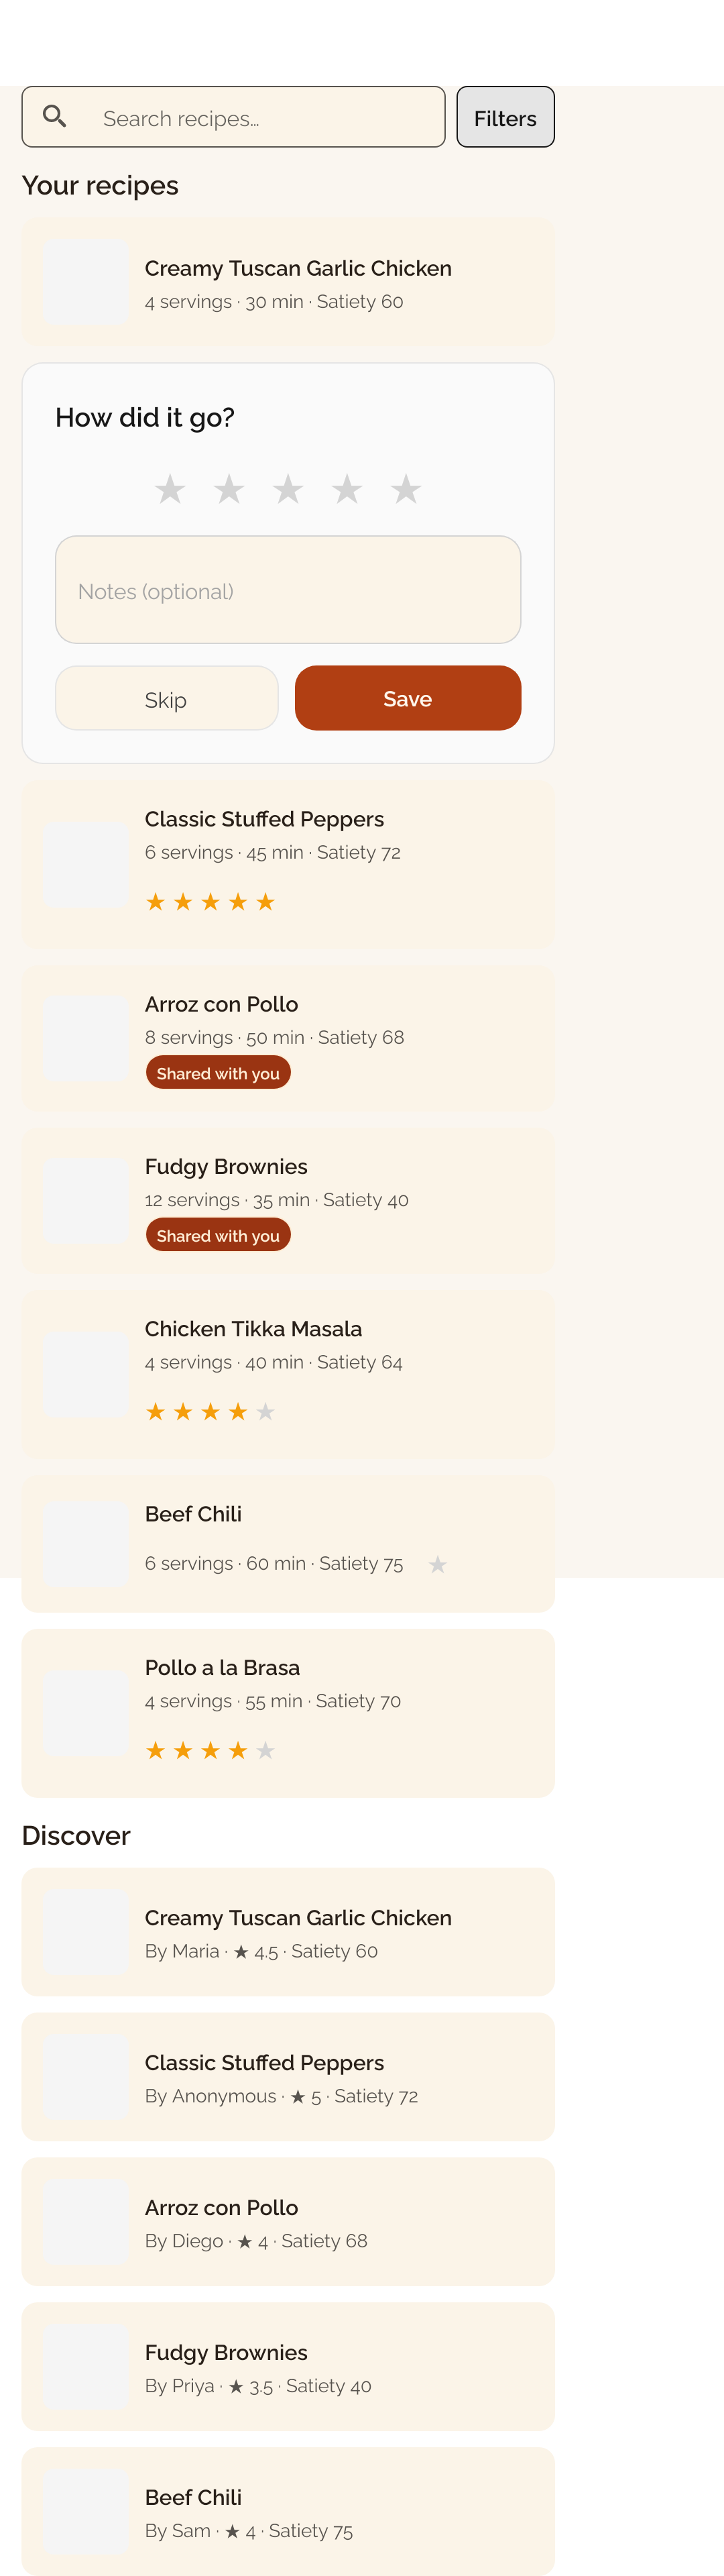 Search recipes...
Filters
Your recipes
Creamy Tuscan Garlic Chicken
4 servings · 30 min · Satiety 60
How did it go?
★ ★ ★ ★ ★
Notes (optional)
Skip
Save
Classic Stuffed Peppers
6 servings · 45 min · Satiety 72
★ ★ ★ ★ ★
Arroz con Pollo
8 servings · 50 min · Satiety 68
Shared with you
Fudgy Brownies
12 servings · 35 min · Satiety 40
Shared with you
Chicken Tikka Masala
4 servings · 40 min · Satiety 64
★ ★ ★ ★ ★
Beef Chili
6 servings · 60 min · Satiety 75 ★
Pollo a la Brasa
4 servings · 55 min · Satiety 70
★ ★ ★ ★ ★
Discover
Creamy Tuscan Garlic Chicken
By Maria · ★ 4.5 · Satiety 60
Classic Stuffed Peppers
By Anonymous · ★ 5 · Satiety 72
Arroz con Pollo
By Diego · ★ 4 · Satiety 68
Fudgy Brownies
By Priya · ★ 3.5 · Satiety 40
Beef Chili
By Sam · ★ 4 · Satiety 75